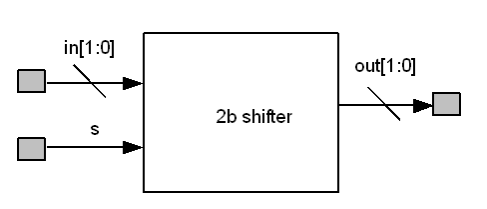 in[1:0]
out[1:0]
2b shifter
s